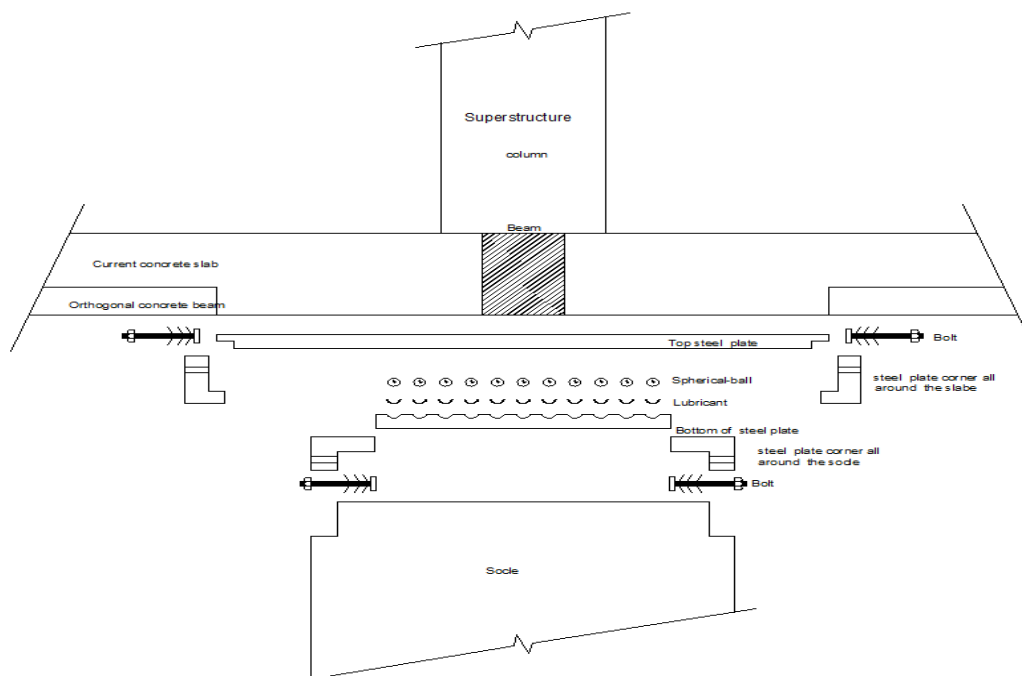 Superstructure
column
Beam
Current concrete slab
Orthogonal concrete beam
Bolt
Top steel plate
Spherical-ball
steel plate corner all
around the slabe
Lubricant
Bottom of steel plate
steel plate corner all
around the socle
Bolt
Socle